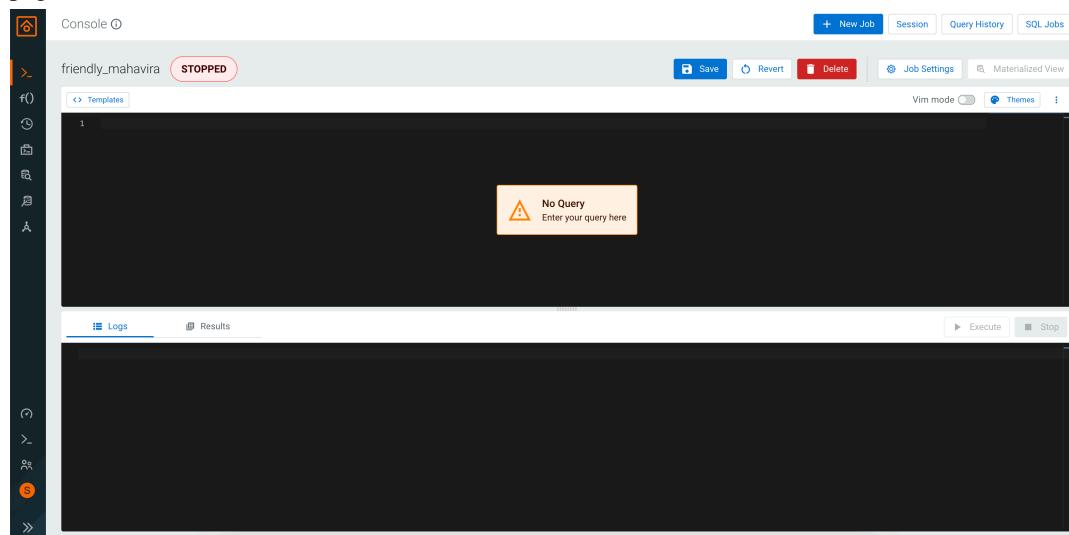 Console
+ New Job
Session
Query History
SQL Jobs
friendly_mahavira
STOPPED
Save
Revert
Delete
Job Settings
Materialized View
>_
f()
<> Templates
Vim mode
Themes
1
No Query
Enter your query here
Logs
Results
Execute
Stop
>_
S